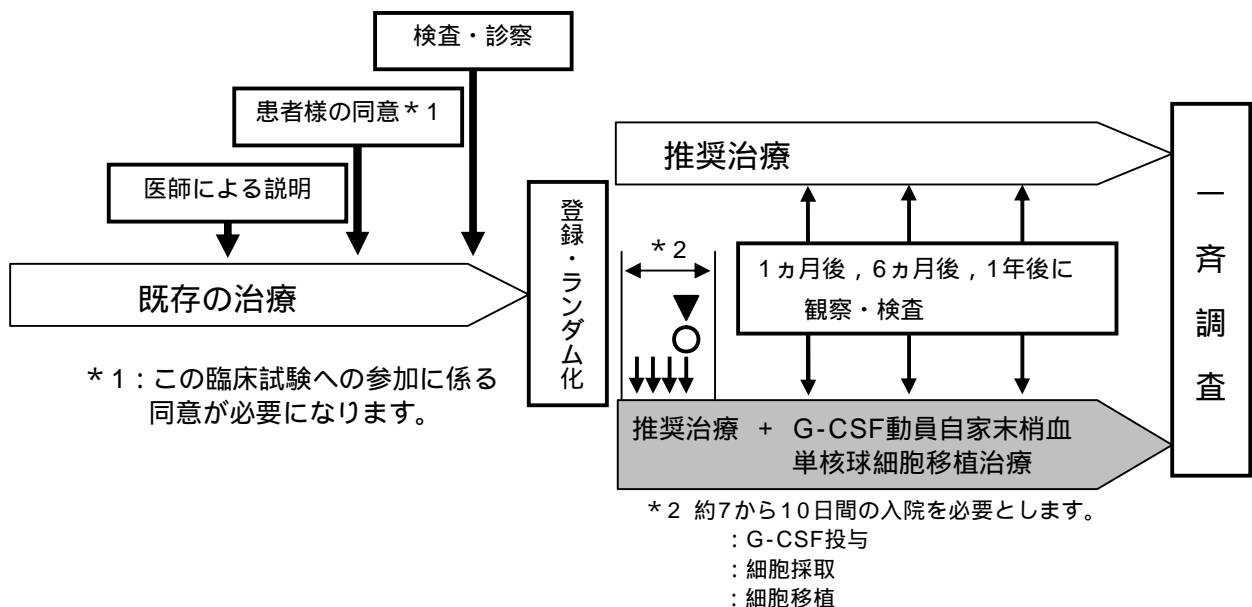 検査・診察
患者様の同意*1
医師による説明
既存の治療
*1:この臨床試験への参加に係る
同意が必要になります。
登録・ランダム化
推奨治療
*2
1ヵ月後,6ヵ月後,1年後に
観察・検査
推奨治療 + G-CSF動員自家末梢血
単核球細胞移植治療
*2 約7から10日間の入院を必要とします。
:G-CSF投与
:細胞採取
:細胞移植
一斉調査